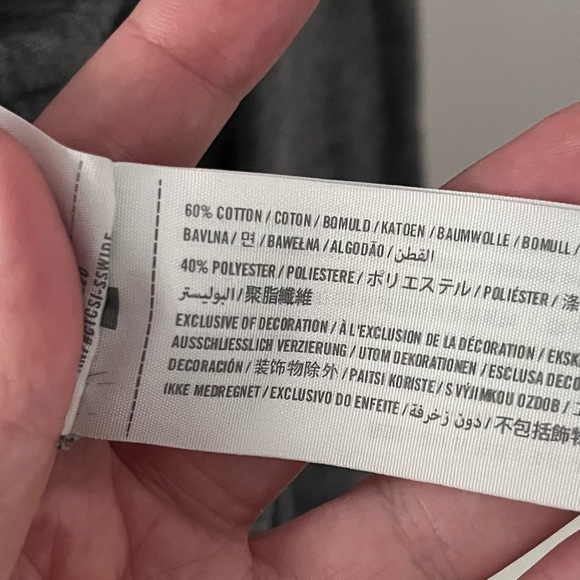 60% COTTON / COTON / BOMULD / KATOEN / BAUMWOLLE / BOMULL /
BAVLNA / 면 / BAWEŁNA / ALGODÃO / القطن
40% POLYESTER / POLIESTERE / ポリエステル / POLIÉSTER / 涤
البوليستر / 聚脂纖維
EXCLUSIVE OF DECORATION / À L'EXCLUSION DE LA DÉCORATION / EKSK
AUSSCHLIESSLICH VERZIERUNG / UTOM DEKORATIONEN / ESCLUSA DECO
DECORACIÓN / 装饰物除外 / PAITSI KORISTE / S VÝJIMKOU OZDOB /
IKKE MEDREGNET / EXCLUSIVO DO ENFEITE / دون زخرفة / 不包括飾物